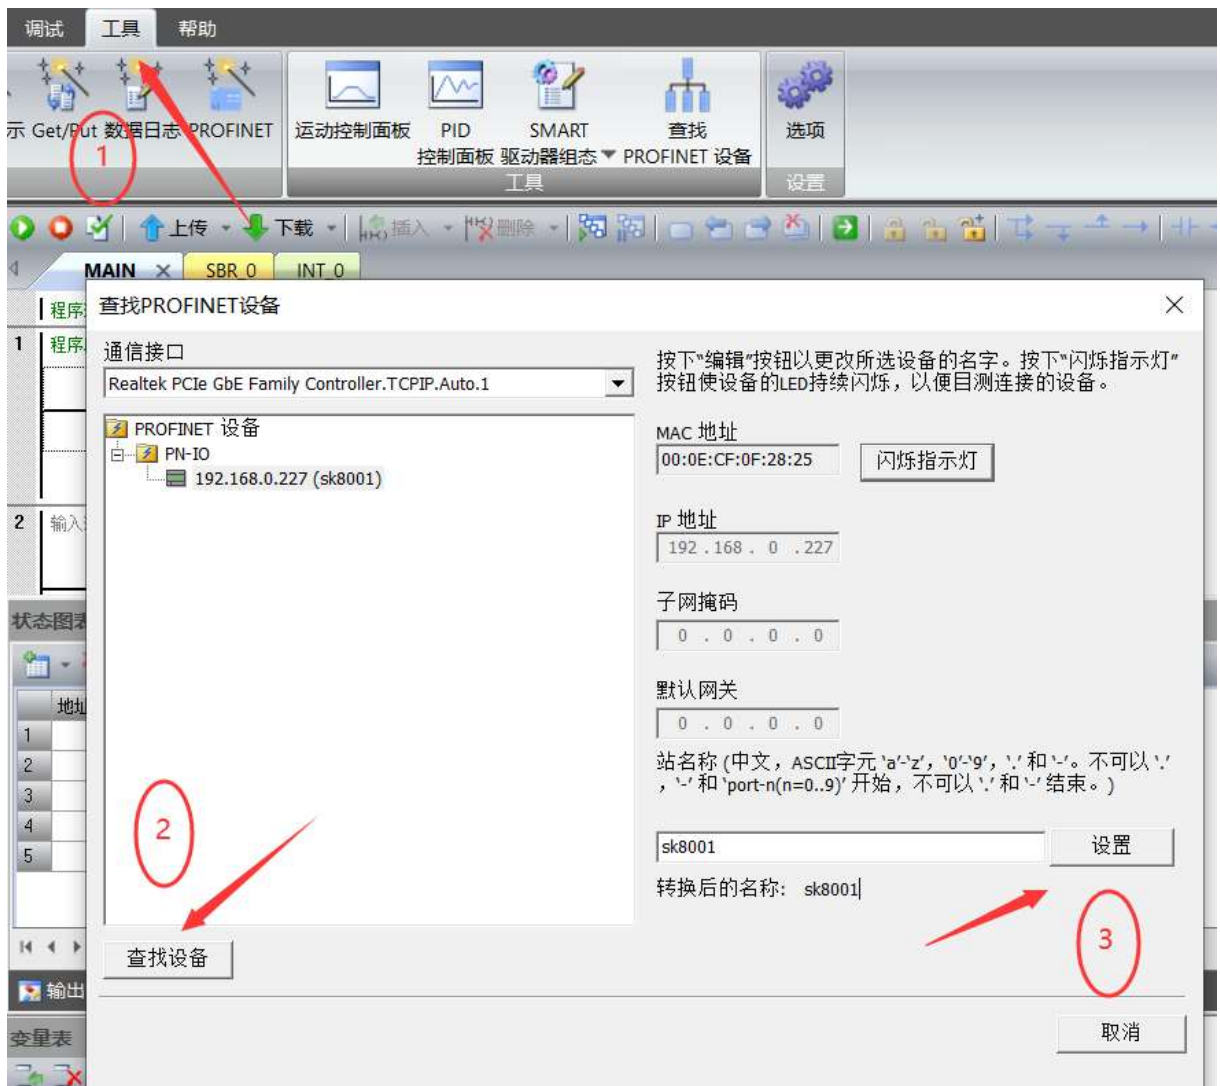 调试 工具 帮助
示 Get/Put 数据日志 PROFINET 运动控制面板 PID SMART 查找 选项
控制面板 驱动器组态 PROFINET 设备
工具 设置
1
上传 下载 插入 删除
MAIN SBR_0 INT_0
程序
查找PROFINET设备
1 程序
通信接口
Realtek PCIe GbE Family Controller.TCPIP.Auto.1
按下“编辑”按钮以更改所选设备的名字。按下“闪烁指示灯”
按钮使设备的LED持续闪烁，以便目测连接的设备。
PROFINET 设备
PN-IO
192.168.0.227 (sk8001)
MAC 地址
00:0E:CF:0F:28:25 闪烁指示灯
2 输入
IP 地址
192 . 168 . 0 . 227
子网掩码
0 . 0 . 0 . 0
状态图表
默认网关
0 . 0 . 0 . 0
地址
1
2
3
4
5
站名称 (中文，ASCII字元 'a'-'z'，'0'-'9'，'.' 和 '-'。不可以 '.'
，'-' 和 'port-n(n=0..9)' 开始，不可以 '.' 和 '-' 结束。)
2
sk8001 设置
转换后的名称: sk8001
3
查找设备
输出
取消
变量表